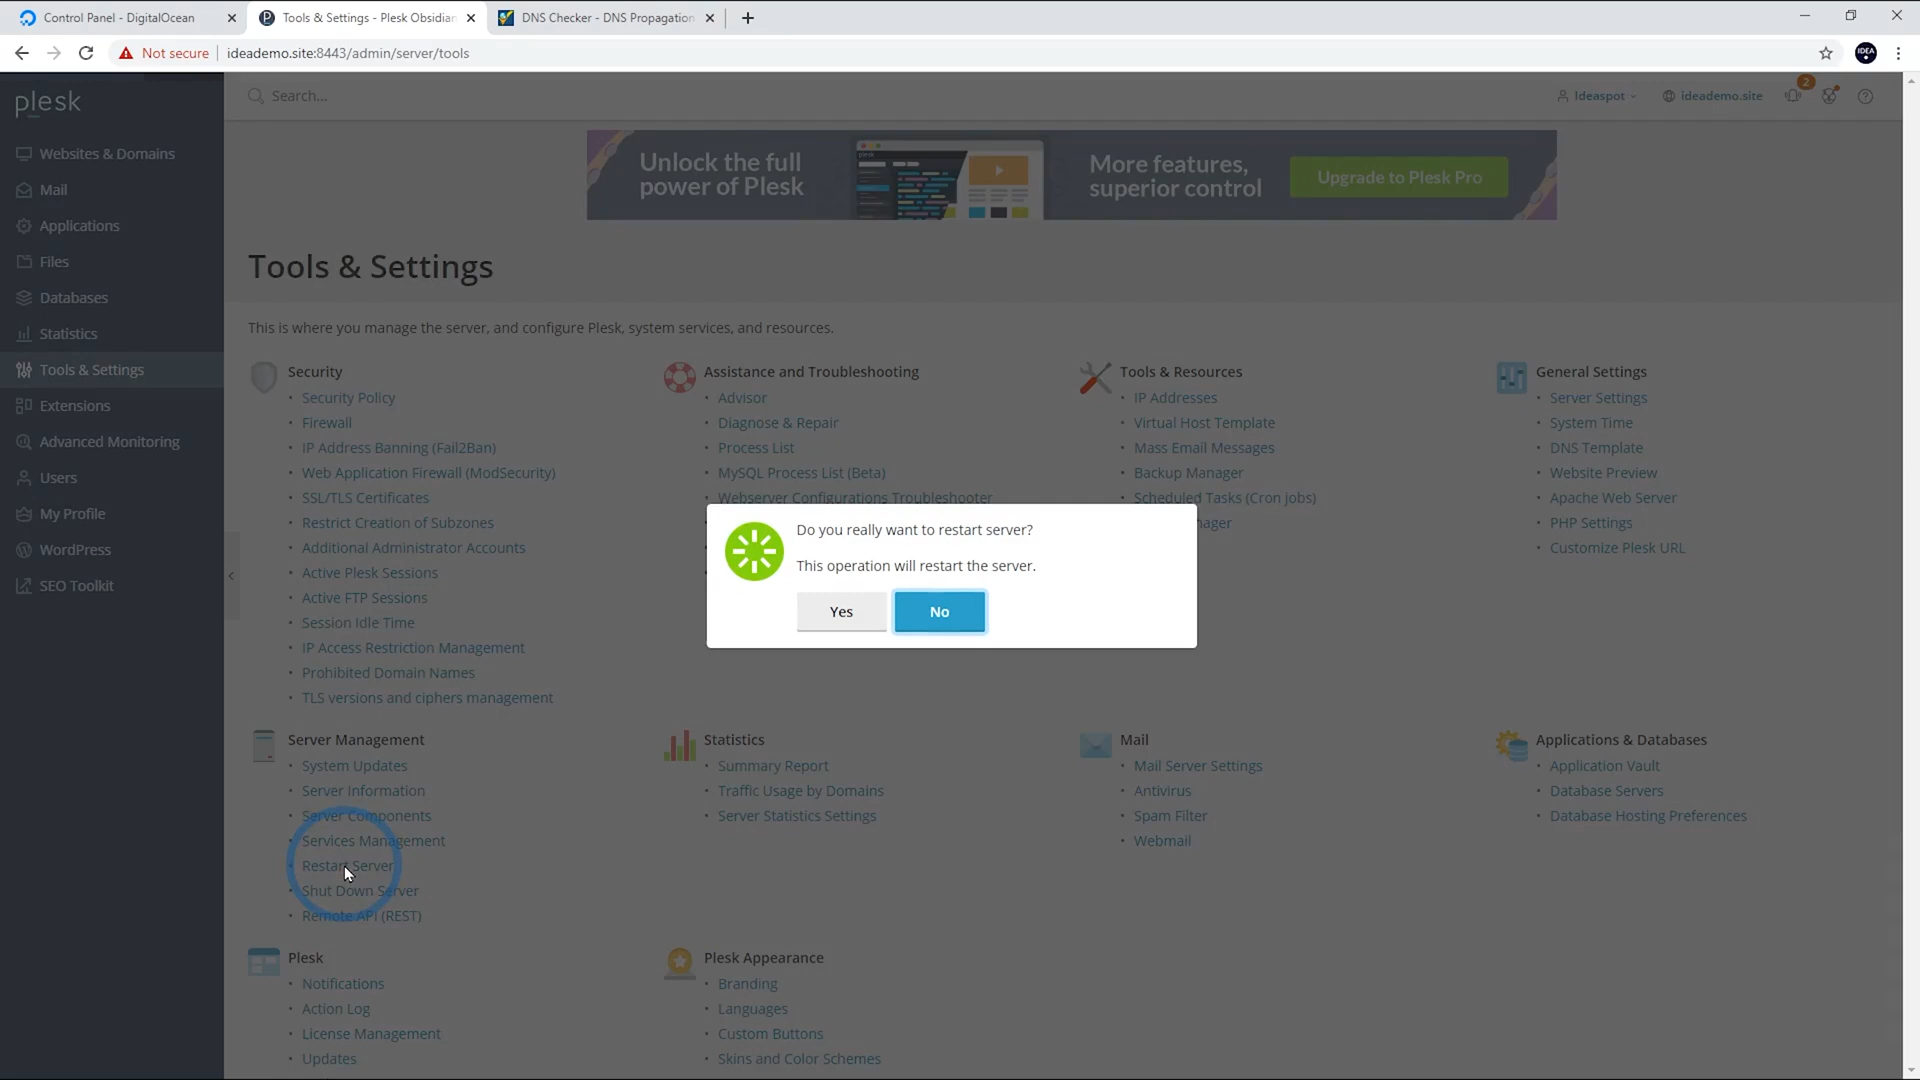 Control Panel - DigitalOcean
Tools & Settings - Plesk Obsidian
DNS Checker - DNS Propagation
Not secure
ideademo.site:8443/admin/server/tools
IDEA
plesk
Search...
Ideaspot
ideademo.site
2
Websites & Domains
Mail
Applications
Files
Databases
Statistics
Tools & Settings
Extensions
Advanced Monitoring
Users
My Profile
WordPress
SEO Toolkit
Unlock the full
power of Plesk
More features,
superior control
Upgrade to Plesk Pro
Tools & Settings
This is where you manage the server, and configure Plesk, system services, and resources.
Security
Security Policy
Firewall
IP Address Banning (Fail2Ban)
Web Application Firewall (ModSecurity)
SSL/TLS Certificates
Restrict Creation of Subzones
Additional Administrator Accounts
Active Plesk Sessions
Active FTP Sessions
Session Idle Time
IP Access Restriction Management
Prohibited Domain Names
TLS versions and ciphers management
Assistance and Troubleshooting
Advisor
Diagnose & Repair
Process List
MySQL Process List (Beta)
Webserver Configurations Troubleshooter
Tools & Resources
IP Addresses
Virtual Host Template
Mass Email Messages
Backup Manager
Scheduled Tasks (Cron jobs)
General Settings
Server Settings
System Time
DNS Template
Website Preview
Apache Web Server
PHP Settings
Customize Plesk URL
Do you really want to restart server?
This operation will restart the server.
Yes
No
Server Management
System Updates
Server Information
Server Components
Services Management
Restart Server
Shut Down Server
Remote API (REST)
Statistics
Summary Report
Traffic Usage by Domains
Server Statistics Settings
Mail
Mail Server Settings
Antivirus
Spam Filter
Webmail
Applications & Databases
Application Vault
Database Servers
Database Hosting Preferences
Plesk
Notifications
Action Log
License Management
Updates
Plesk Appearance
Branding
Languages
Custom Buttons
Skins and Color Schemes